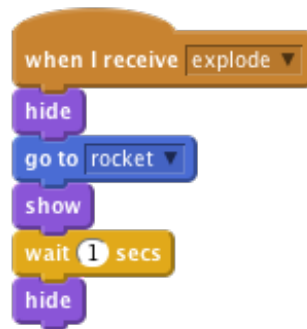 when I receive explode
hide
go to rocket
show
wait 1 secs
hide